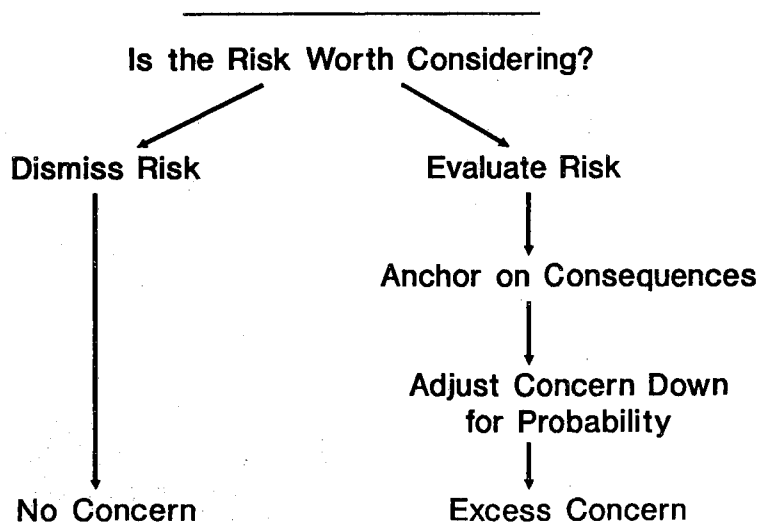 Is the Risk Worth Considering?
Dismiss Risk
Evaluate Risk
Anchor on Consequences
Adjust Concern Down
for Probability
No Concern
Excess Concern